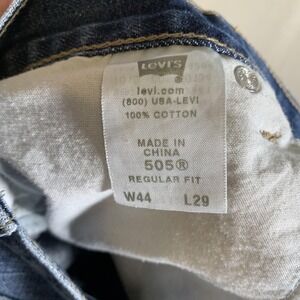 LEVI'S
levi.com
(800) USA-LEVI
100% COTTON
MADE IN
CHINA
505®
REGULAR FIT
W44 L29